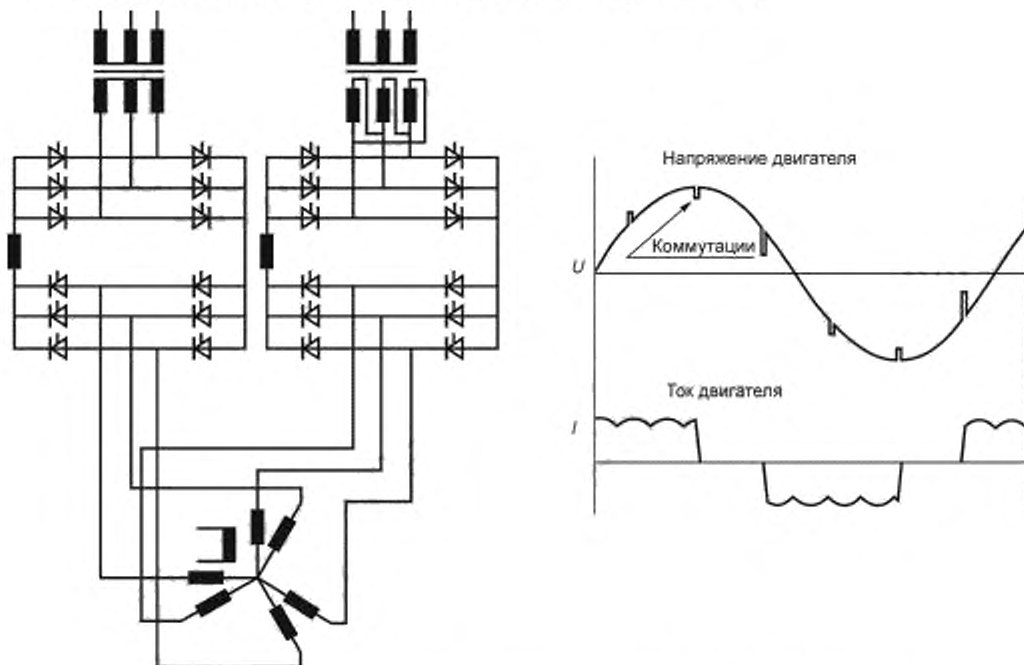 Напряжение двигателя
Коммутации
U
Ток двигателя
I